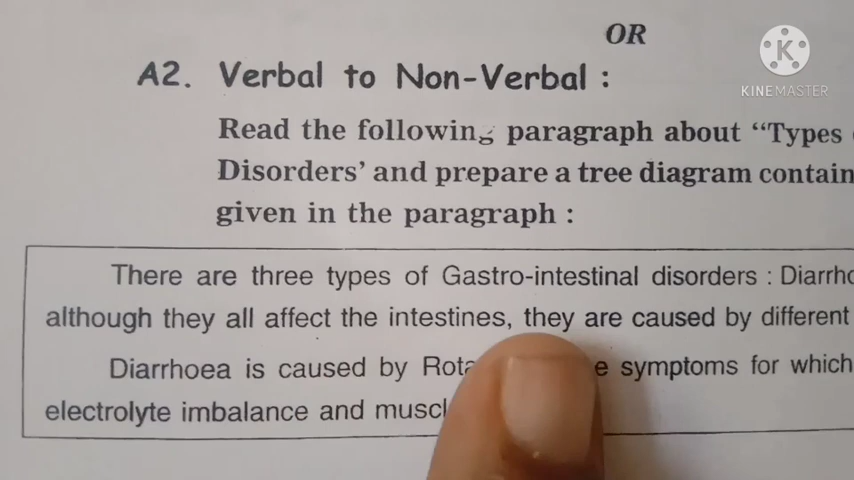 OR
KINEMASTER
A2. Verbal to Non-Verbal :
Read the following paragraph about "Types
Disorders' and prepare a tree diagram contain
given in the paragraph :
There are three types of Gastro-intestinal disorders : Diarrho
although they all affect the intestines, they are caused by different
Diarrhoea is caused by Rota symptoms for which
electrolyte imbalance and muscl